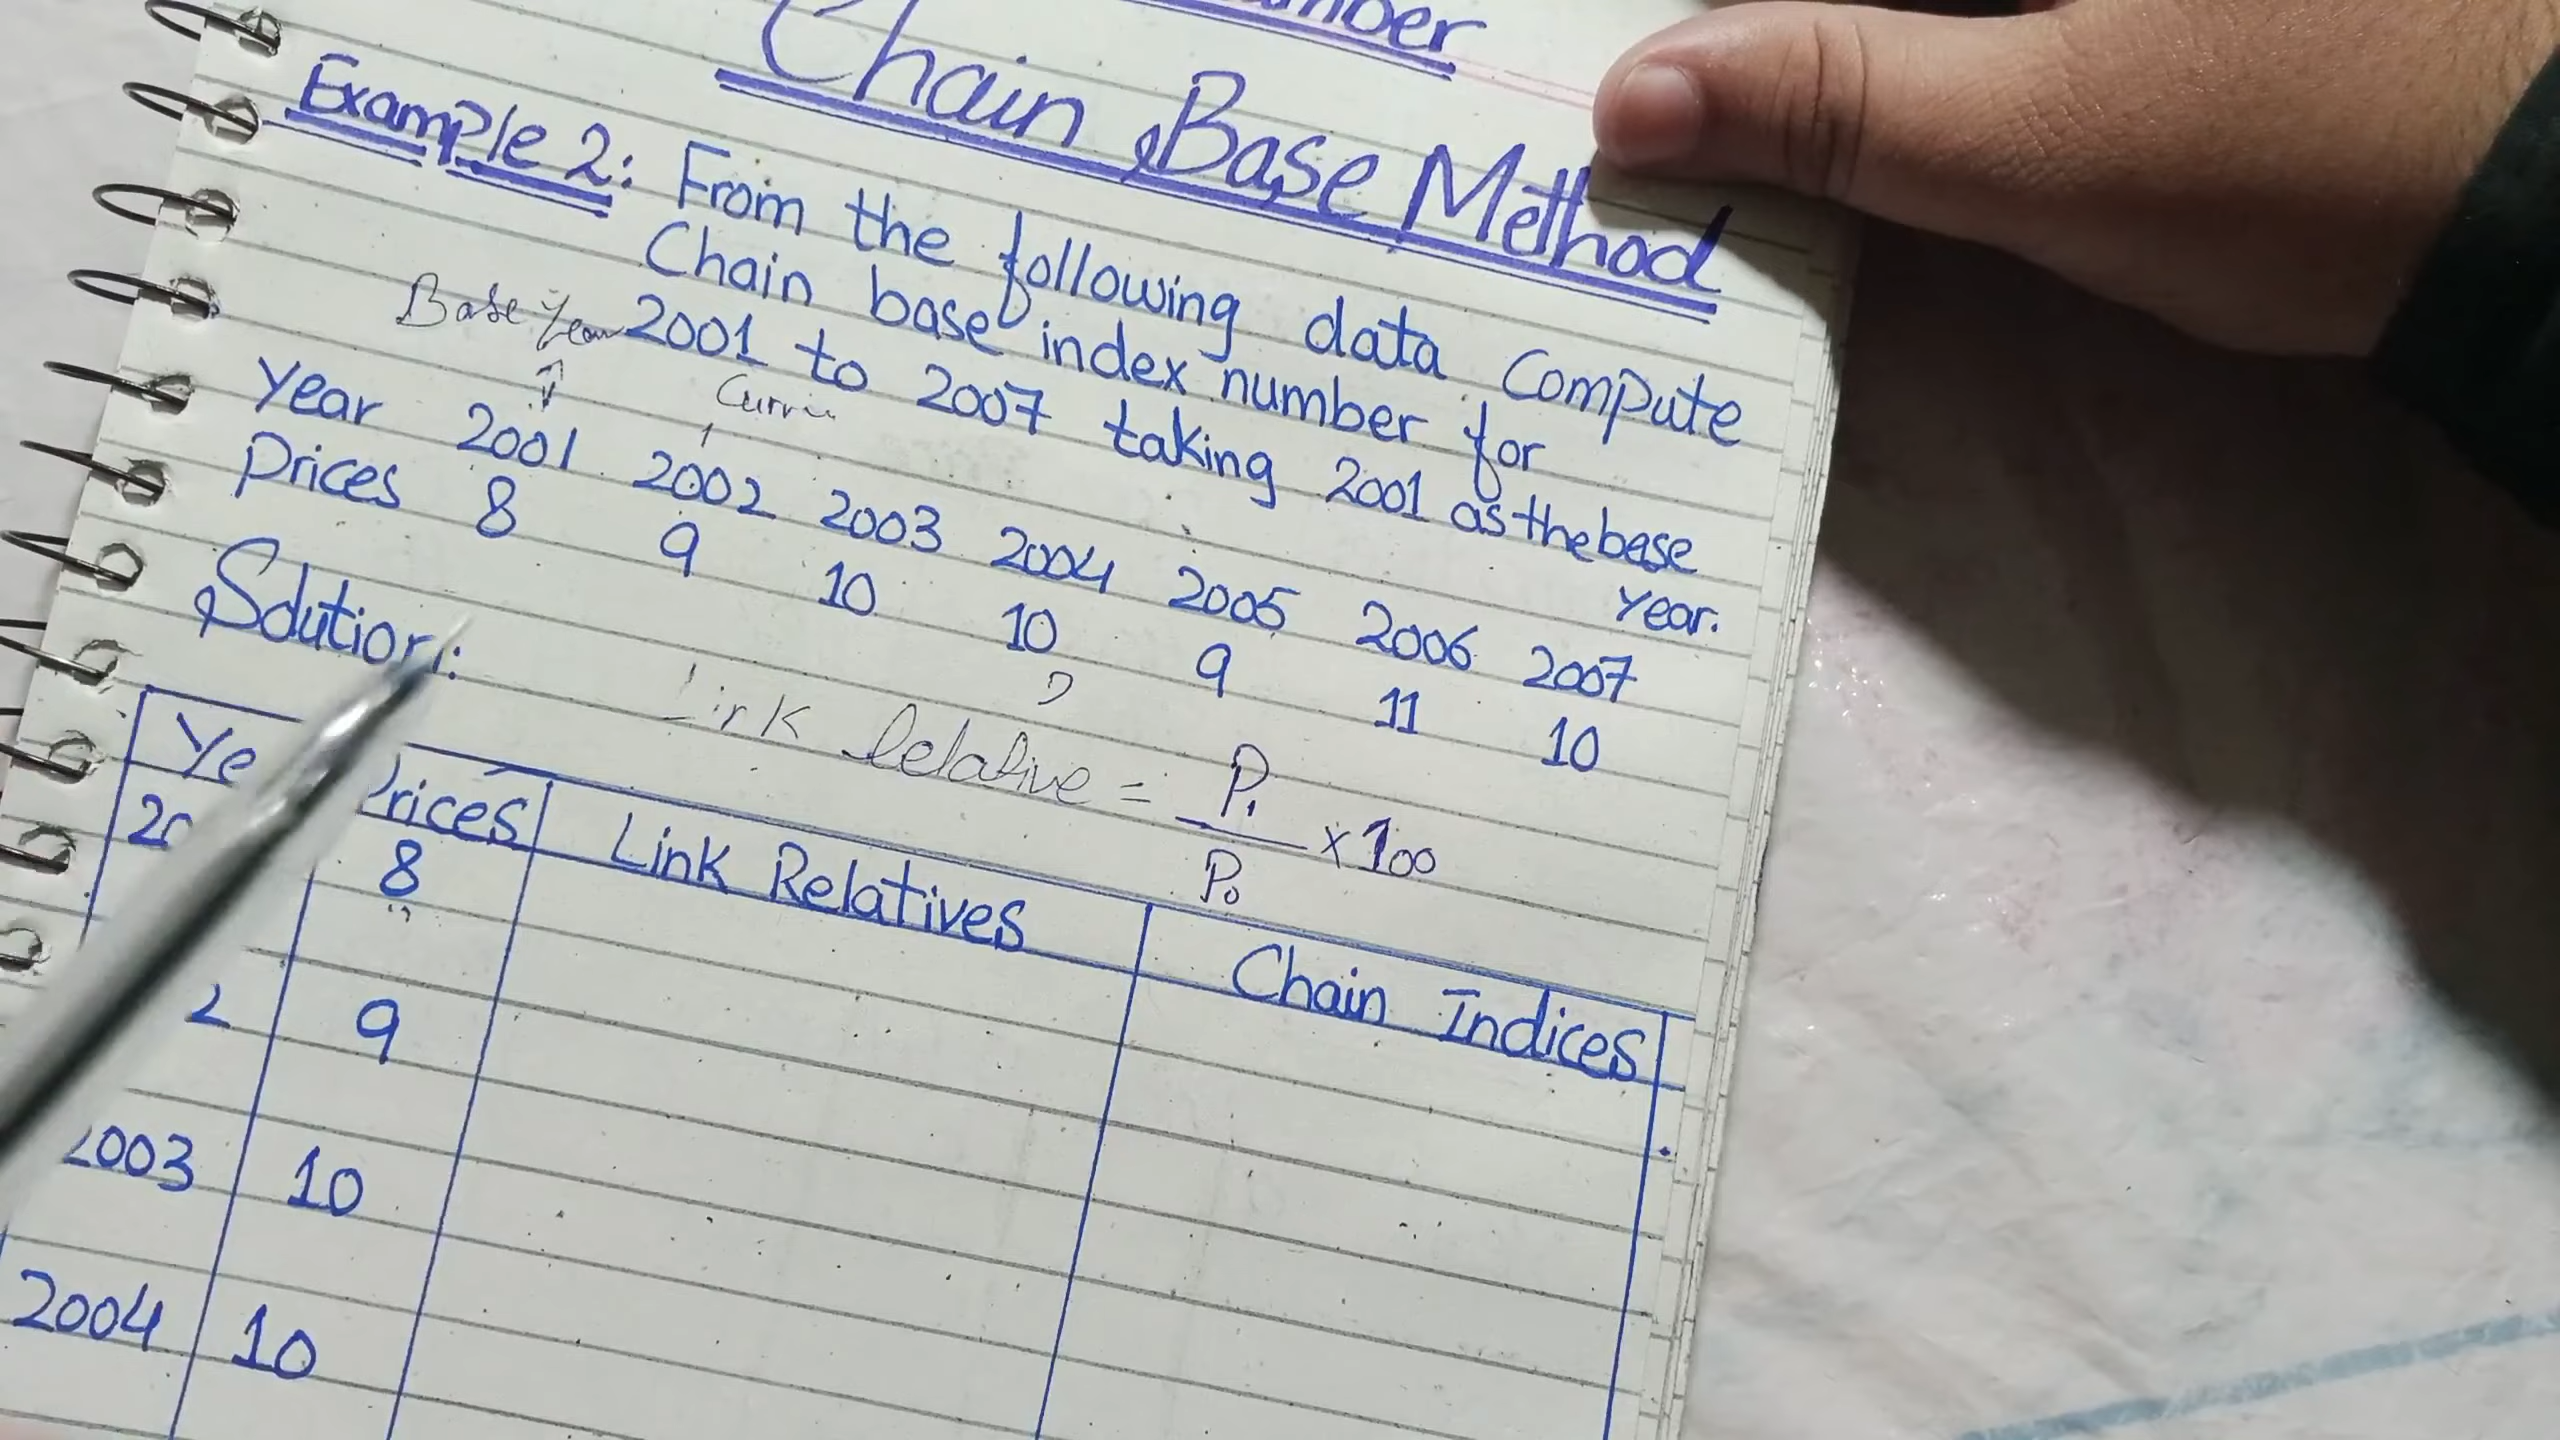 Chain Base Method
Example 2: From the following data Compute
Chain base index number for
Base Year 2001 to 2007 taking 2001 as the base
Year.
Year 2001 2002 2003 2004 2005 2006 2007
Prices 8 9 10 10 9 11 10
Solution:
Link Relative = P₁ / P₀ × 100
Prices Link Relatives Chain Indices
8
9
2003 10
2004 10